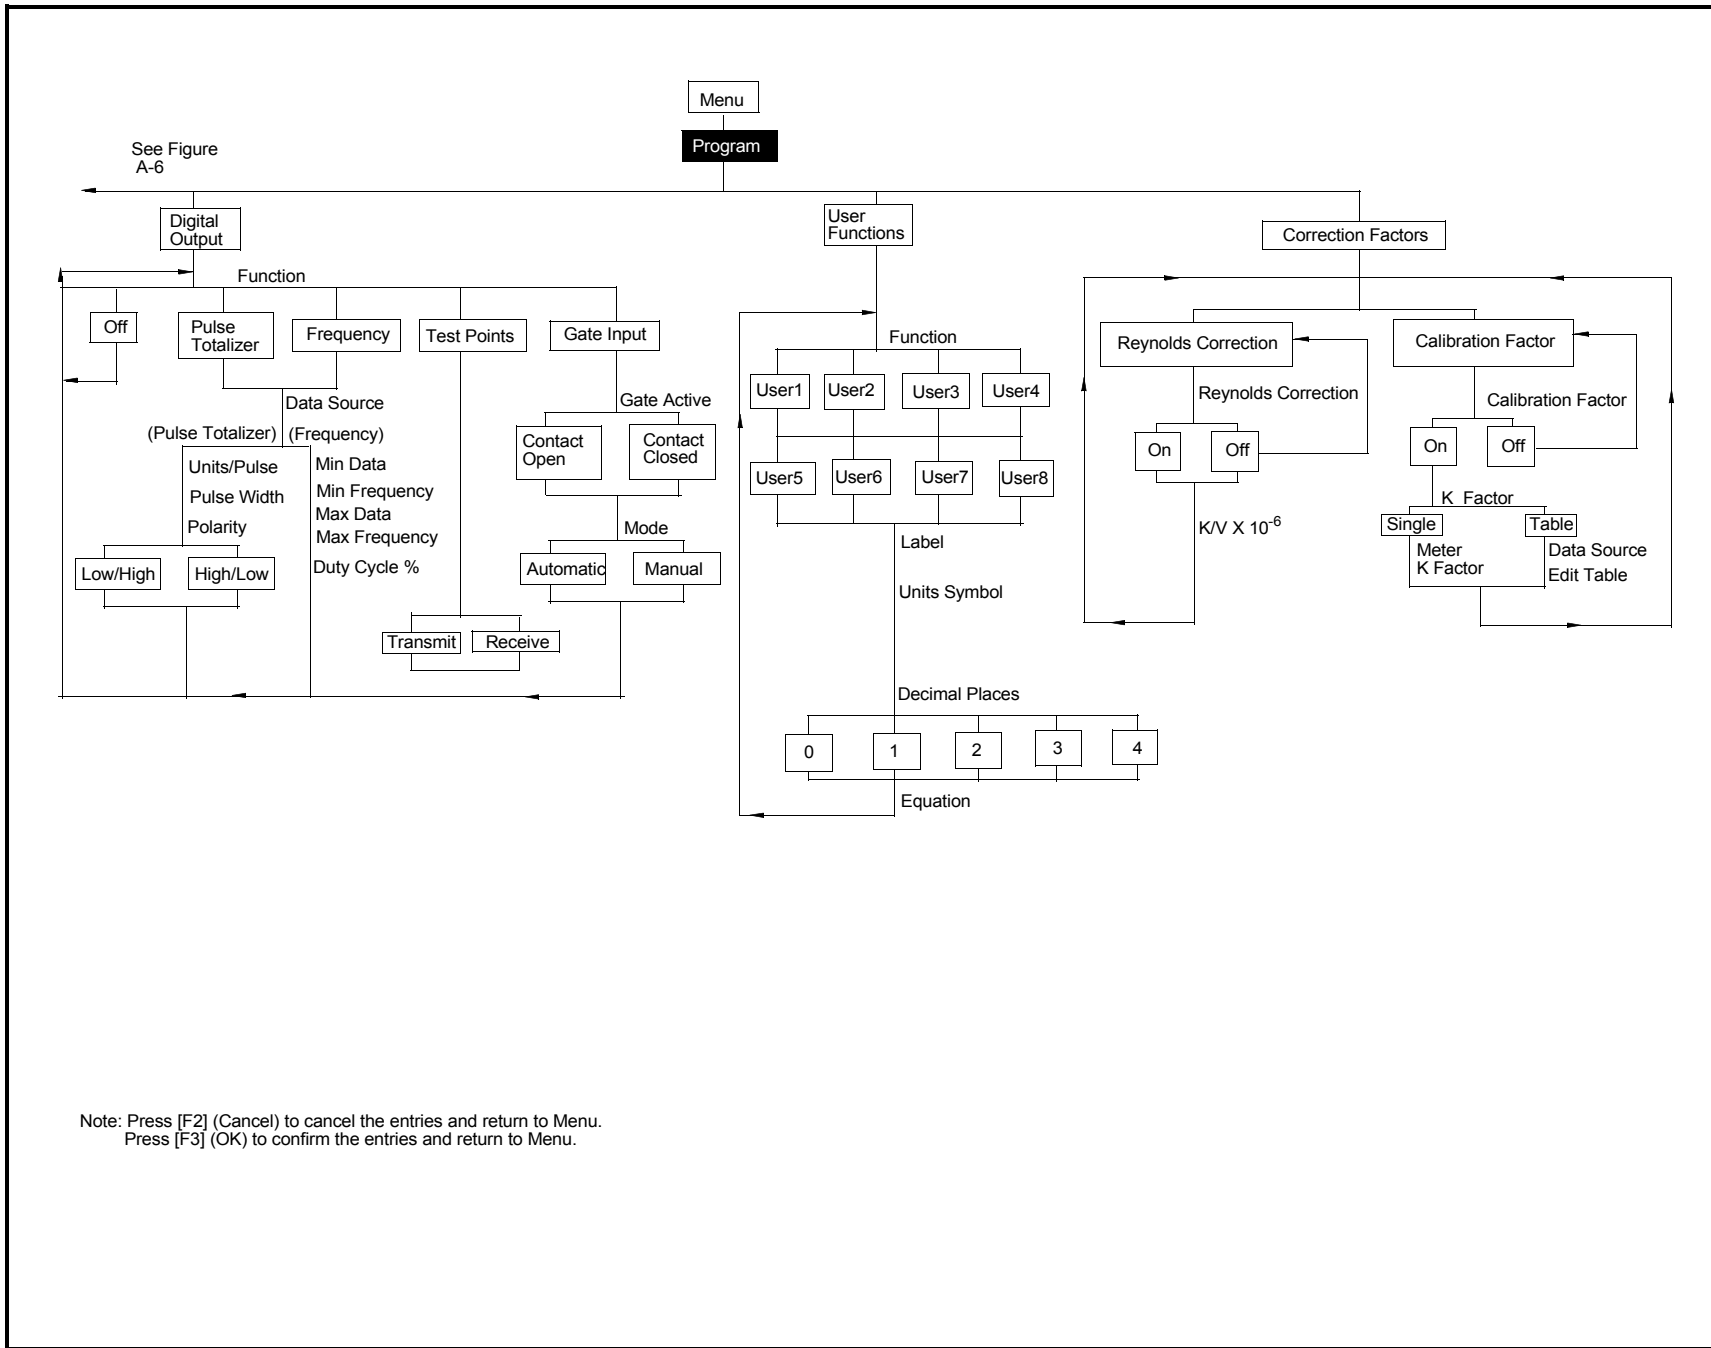 Menu
Program
See Figure
A-6
Digital
Output
User
Functions
Correction Factors
Function
Off
Pulse
Totalizer
Frequency
Test Points
Gate Input
Data Source
(Pulse Totalizer)
(Frequency)
Units/Pulse
Pulse Width
Polarity
Low/High
High/Low
Min Data
Min Frequency
Max Data
Max Frequency
Duty Cycle %
Transmit
Receive
Gate Active
Contact
Open
Contact
Closed
Mode
Automatic
Manual
Function
User1
User2
User3
User4
User5
User6
User7
User8
Label
Units Symbol
Decimal Places
0
1
2
3
4
Equation
Reynolds Correction
Reynolds Correction
On
Off
K/V X 10⁻⁶
Calibration Factor
Calibration Factor
On
Off
K Factor
Single
Table
Meter
K Factor
Data Source
Edit Table
Note: Press [F2] (Cancel) to cancel the entries and return to Menu.
Press [F3] (OK) to confirm the entries and return to Menu.